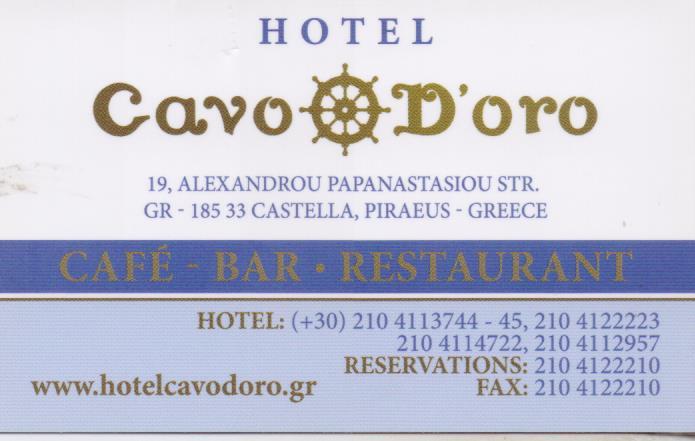 HOTEL
Cavo D'oro
19, ALEXANDROU PAPANASTASIOU STR.
GR - 185 33 CASTELLA, PIRAEUS - GREECE
CAFÉ - BAR · RESTAURANT
HOTEL: (+30) 210 4113744 - 45, 210 4122223
210 4114722, 210 4112957
RESERVATIONS: 210 4122210
www.hotelcavodoro.gr FAX: 210 4122210